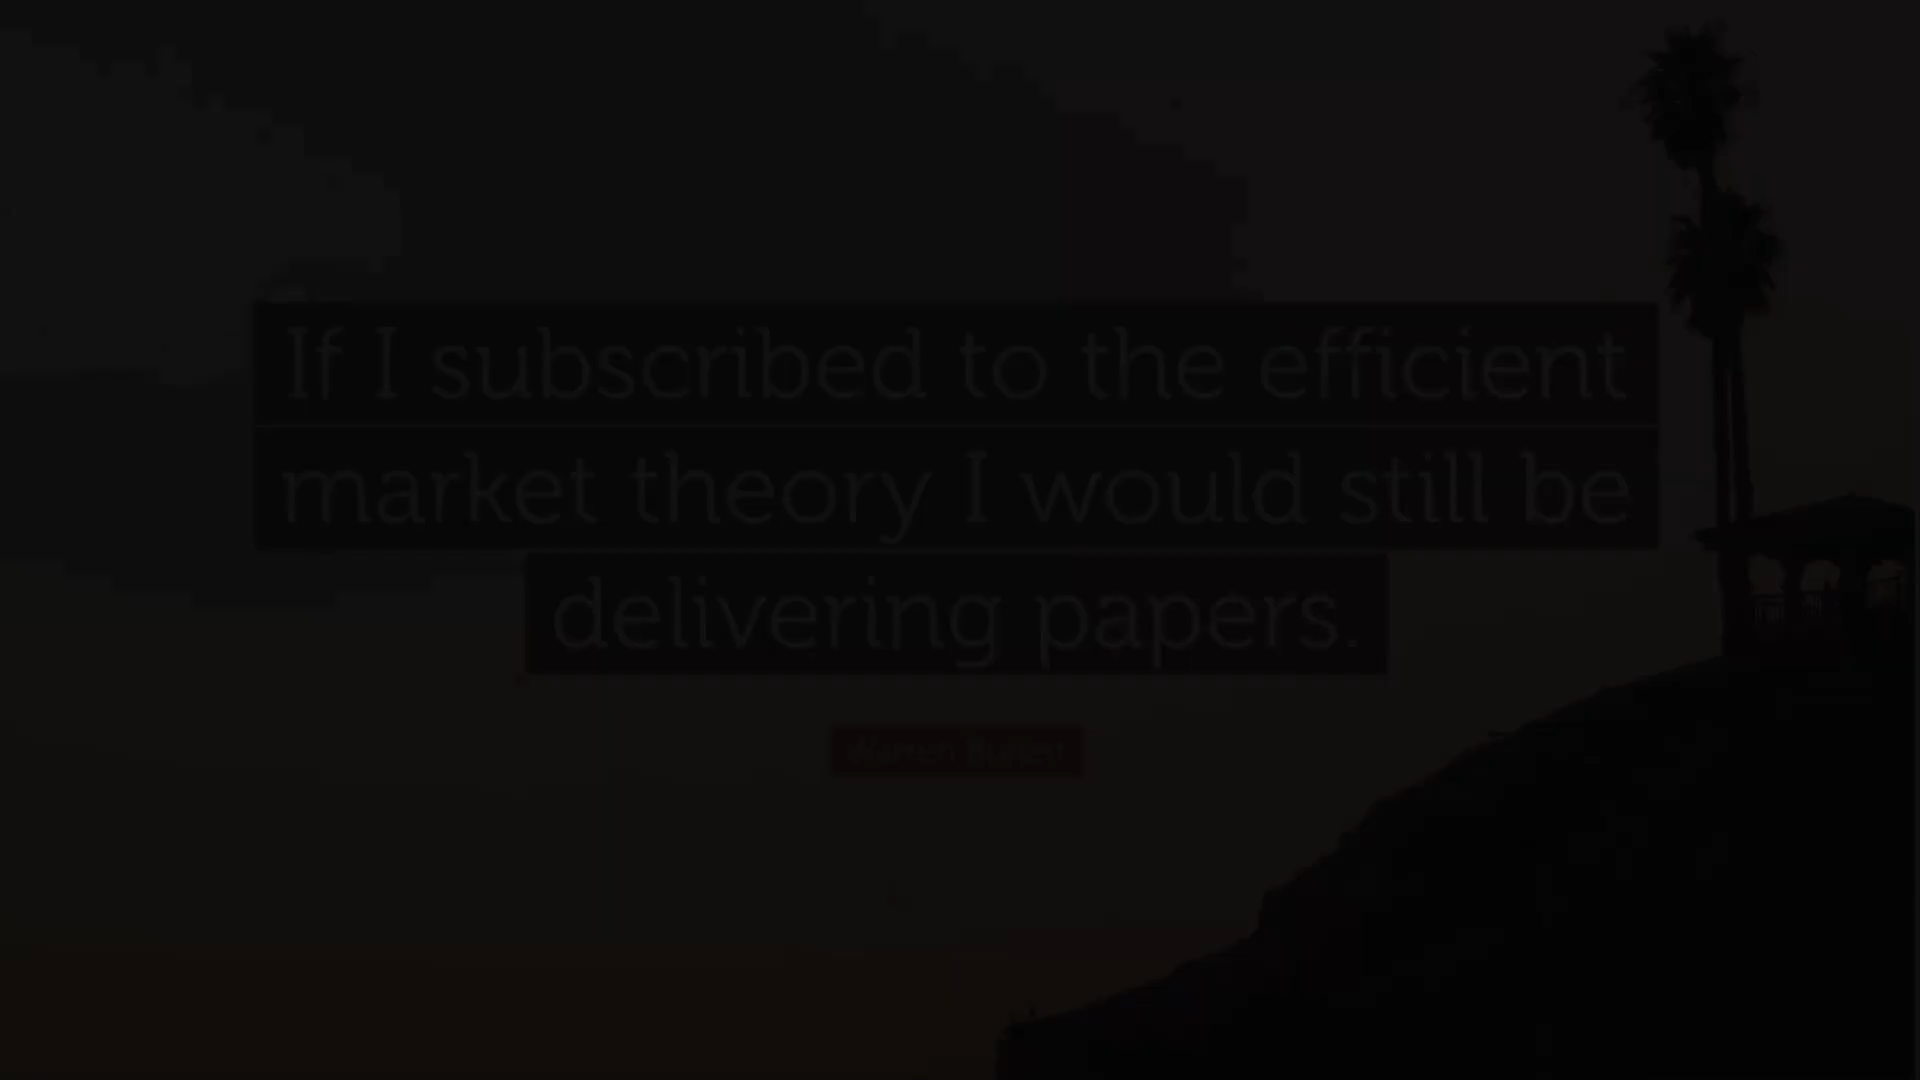 If I subscribed to the efficient
market theory I would still be
delivering papers.
Warren Buffett